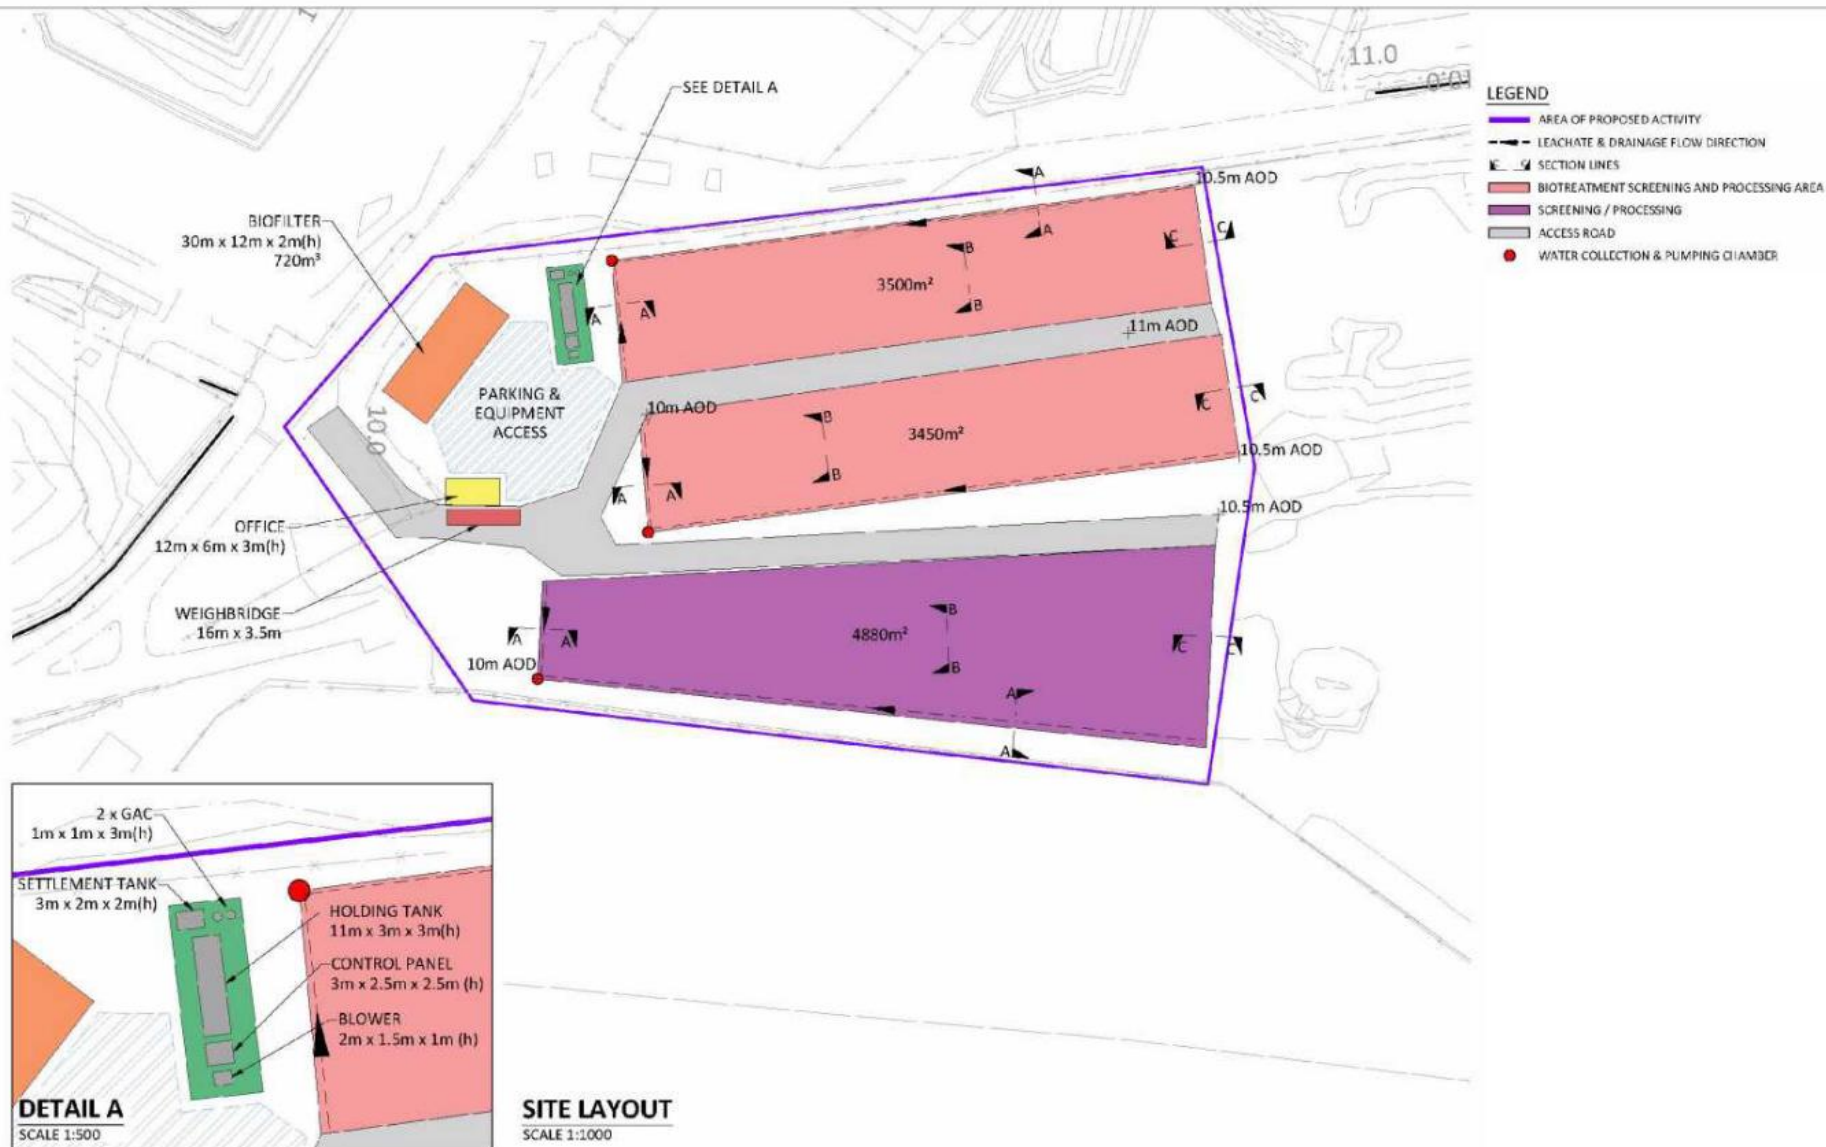 11.0
10.0
SEE DETAIL A
LEGEND
AREA OF PROPOSED ACTIVITY
LEACHATE & DRAINAGE FLOW DIRECTION
C C SECTION LINES
BIOTREATMENT SCREENING AND PROCESSING AREA
SCREENING / PROCESSING
ACCESS ROAD
WATER COLLECTION & PUMPING CHAMBER
A
10.5m AOD
BIOFILTER
30m x 12m x 2m(h)
720m³
A
C
C
B
3500m²
B
A
A
11m AOD
PARKING &
EQUIPMENT
ACCESS
10.0
10m AOD
C
C
B
3450m²
B
10.5m AOD
A
A
10.5m AOD
OFFICE
12m x 6m x 3m(h)
WEIGHBRIDGE
16m x 3.5m
B
4880m²
A
A
C
C
10m AOD
B
A
A
2 x GAC
1m x 1m x 3m(h)
SETTLEMENT TANK
3m x 2m x 2m(h)
HOLDING TANK
11m x 3m x 3m(h)
CONTROL PANEL
3m x 2.5m x 2.5m (h)
BLOWER
2m x 1.5m x 1m (h)
DETAIL A
SCALE 1:500
SITE LAYOUT
SCALE 1:1000